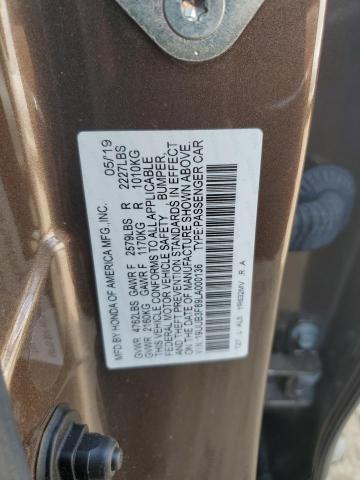 MFD. BY HONDA OF AMERICA MFG., INC. 05/'19
GVWR 4762LBS GAWR F 2579LBS R 2227LBS
GVWR 2160KG GAWR F 1170KG R 1010KG
THIS VEHICLE CONFORMS TO ALL APPLICABLE
FEDERAL MOTOR VEHICLE SAFETY, BUMPER,
AND THEFT PREVENTION STANDARDS IN EFFECT
ON THE DATE OF MANUFACTURE SHOWN ABOVE.
V.I.N. 19UUB3F89LA000136 TYPE:PASSENGER CAR
R A